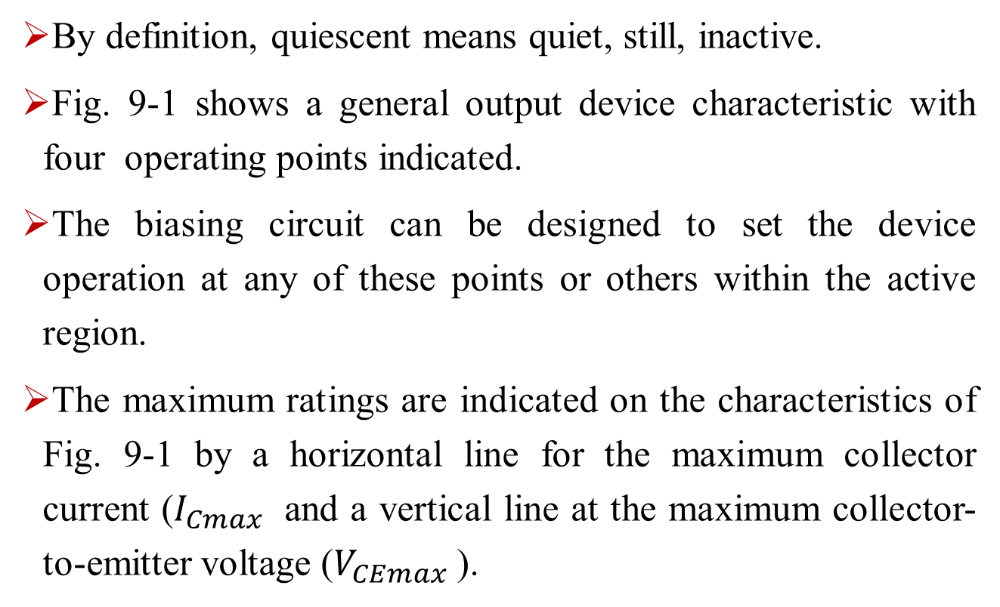 ➢By definition, quiescent means quiet, still, inactive.
➢Fig. 9-1 shows a general output device characteristic with
four operating points indicated.
➢The biasing circuit can be designed to set the device
operation at any of these points or others within the active
region.
➢The maximum ratings are indicated on the characteristics of
Fig. 9-1 by a horizontal line for the maximum collector
current (I_{Cmax} and a vertical line at the maximum collector-
to-emitter voltage (V_{CEmax} ).